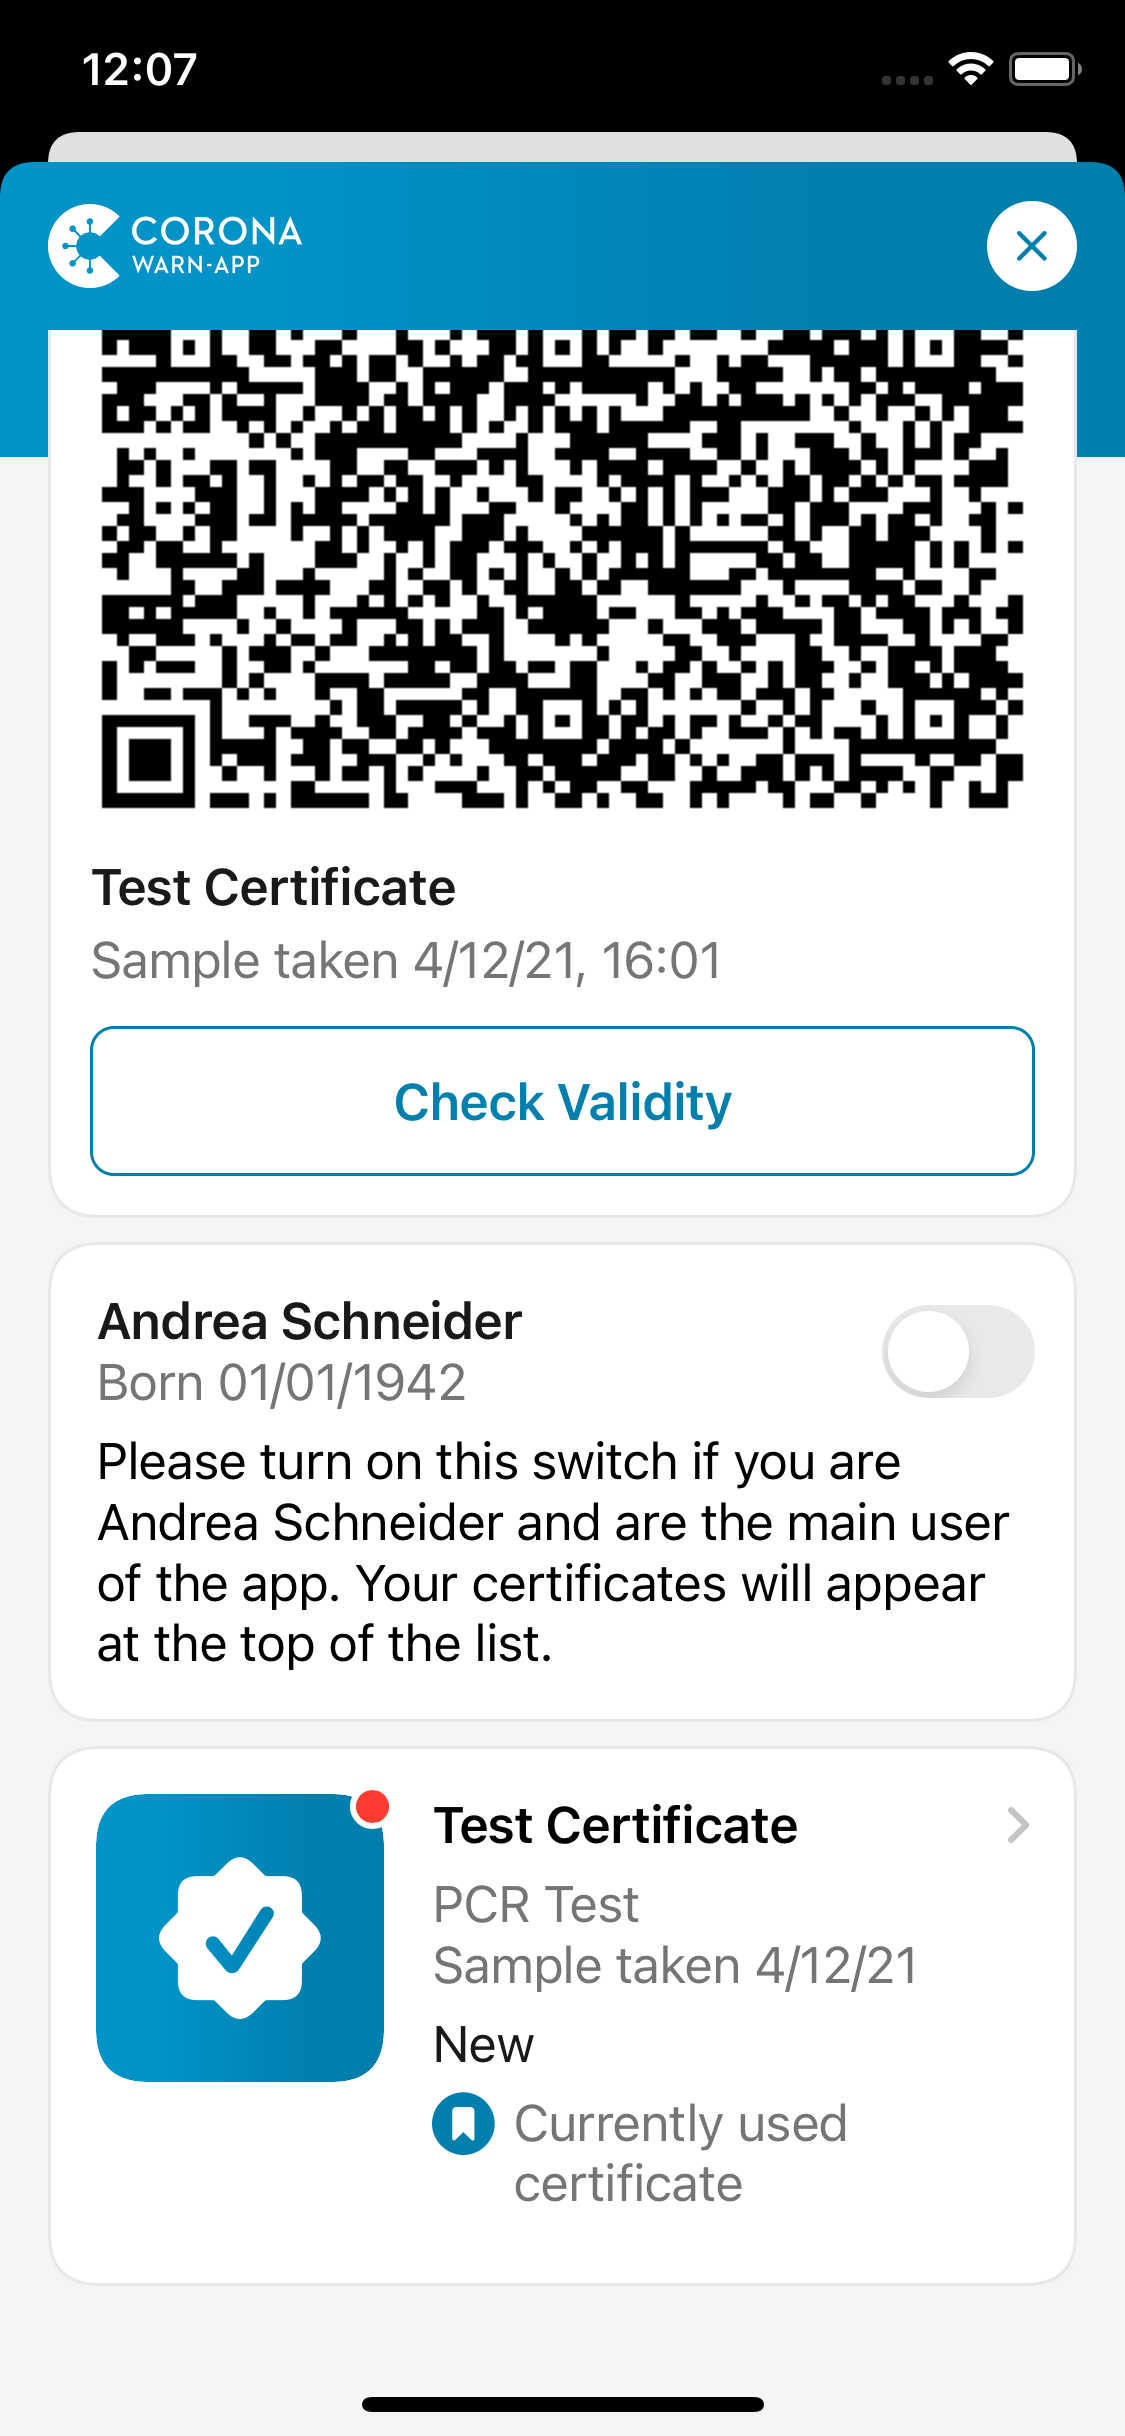 12:07
CORONA
WARN-APP
Test Certificate
Sample taken 4/12/21, 16:01
Check Validity
Andrea Schneider
Born 01/01/1942
Please turn on this switch if you are
Andrea Schneider and are the main user
of the app. Your certificates will appear
at the top of the list.
Test Certificate
PCR Test
Sample taken 4/12/21
New
Currently used
certificate